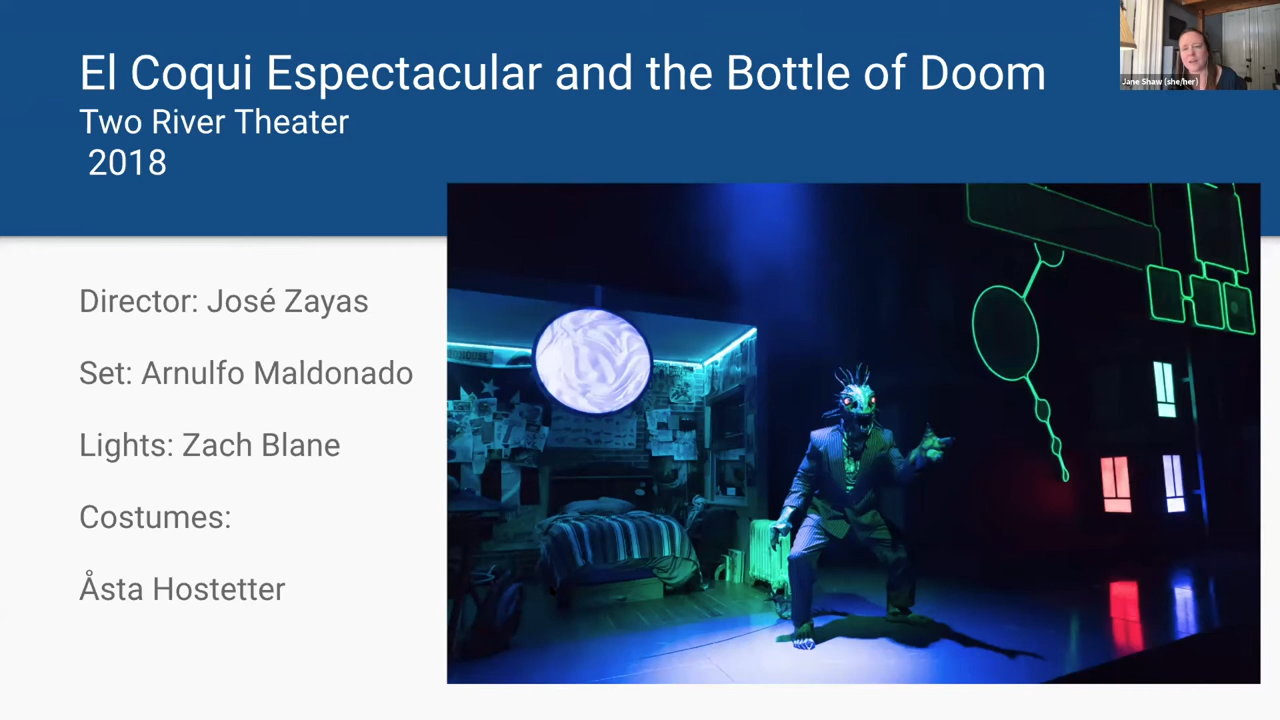 El Coqui Espectacular and the Bottle of Doom
Two River Theater
2018
Jane Shaw (she/her)
Director: José Zayas
Set: Arnulfo Maldonado
Lights: Zach Blane
Costumes:
Åsta Hostetter